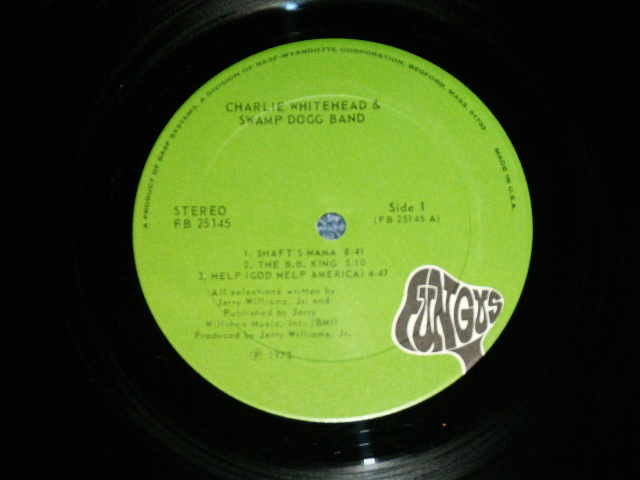 A PRODUCT OF BASF SYSTEMS, A DIVISION OF BASF-WYANDOTTE CORPORATION, BEDFORD, MASS. 01730
MADE IN U.S.A.
CHARLIE WHITEHEAD &
SWAMP DOGG BAND
STEREO
FB 25145
Side 1
(FB 25145 A)
1. SHAFT'S MAMA 8:41
2. THE B.B. KING 5:10
3. HELP (GOD HELP AMERICA) 4:47
All selections written by
Jerry Williams, Jr. and
Published by Jerry
Williams Music, Inc. (BMI)
Produced by Jerry Williams, Jr.
Ⓟ 1973
FUNGUS